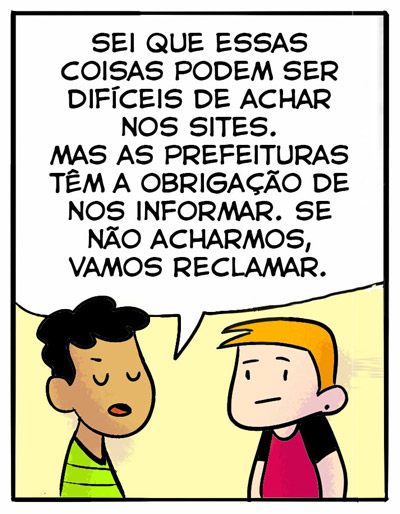 SEI QUE ESSAS
COISAS PODEM SER
DIFÍCEIS DE ACHAR
NOS SITES.
MAS AS PREFEITURAS
TÊM A OBRIGAÇÃO DE
NOS INFORMAR. SE
NÃO ACHARMOS,
VAMOS RECLAMAR.